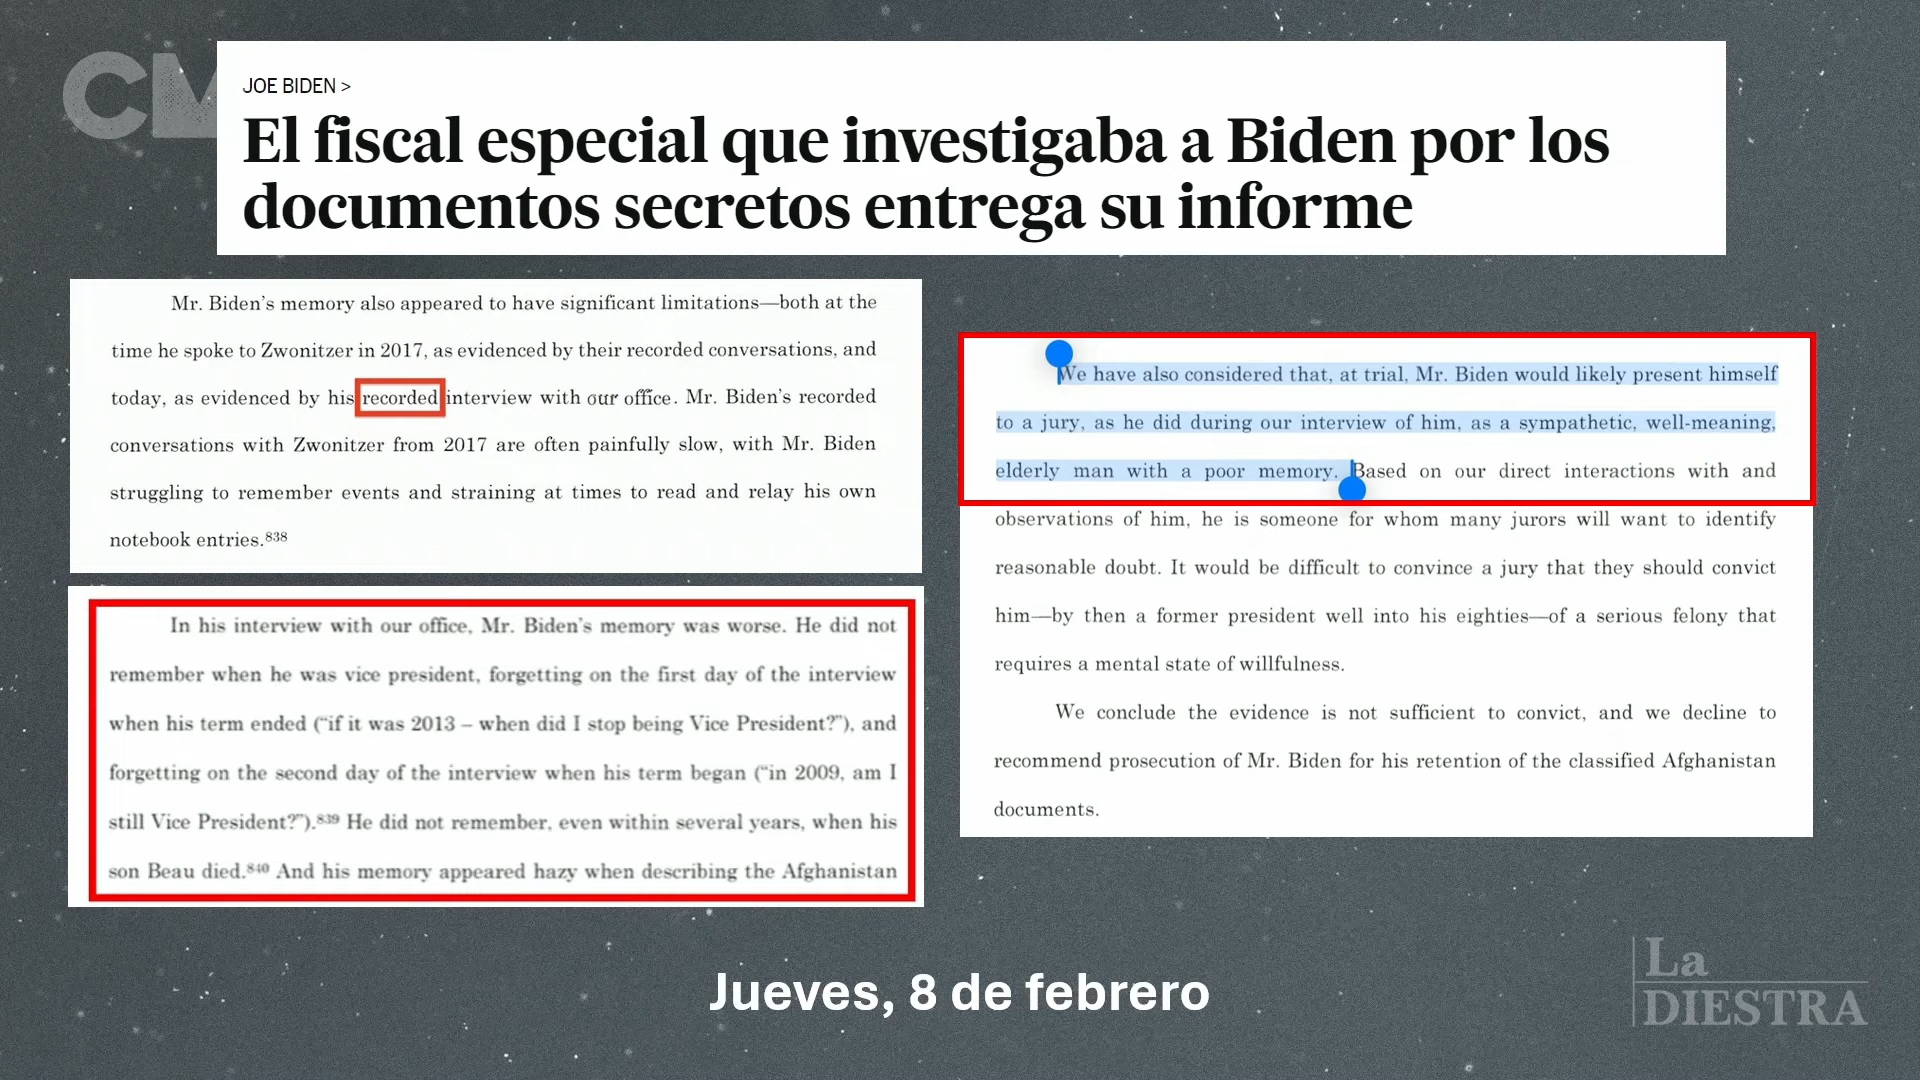 CM
JOE BIDEN >
El fiscal especial que investigaba a Biden por los
documentos secretos entrega su informe
Mr. Biden’s memory also appeared to have significant limitations—both at the
time he spoke to Zwonitzer in 2017, as evidenced by their recorded conversations, and
today, as evidenced by his recorded interview with our office. Mr. Biden’s recorded
conversations with Zwonitzer from 2017 are often painfully slow, with Mr. Biden
struggling to remember events and straining at times to read and relay his own
notebook entries.⁸³⁸
In his interview with our office, Mr. Biden’s memory was worse. He did not
remember when he was vice president, forgetting on the first day of the interview
when his term ended (“if it was 2013 – when did I stop being Vice President?”), and
forgetting on the second day of the interview when his term began (“in 2009, am I
still Vice President?”).⁸³⁹ He did not remember, even within several years, when his
son Beau died.⁸⁴⁰ And his memory appeared hazy when describing the Afghanistan
We have also considered that, at trial, Mr. Biden would likely present himself
to a jury, as he did during our interview of him, as a sympathetic, well-meaning,
elderly man with a poor memory. Based on our direct interactions with and
observations of him, he is someone for whom many jurors will want to identify
reasonable doubt. It would be difficult to convince a jury that they should convict
him—by then a former president well into his eighties—of a serious felony that
requires a mental state of willfulness.
We conclude the evidence is not sufficient to convict, and we decline to
recommend prosecution of Mr. Biden for his retention of the classified Afghanistan
documents.
Jueves, 8 de febrero
La
DIESTRA